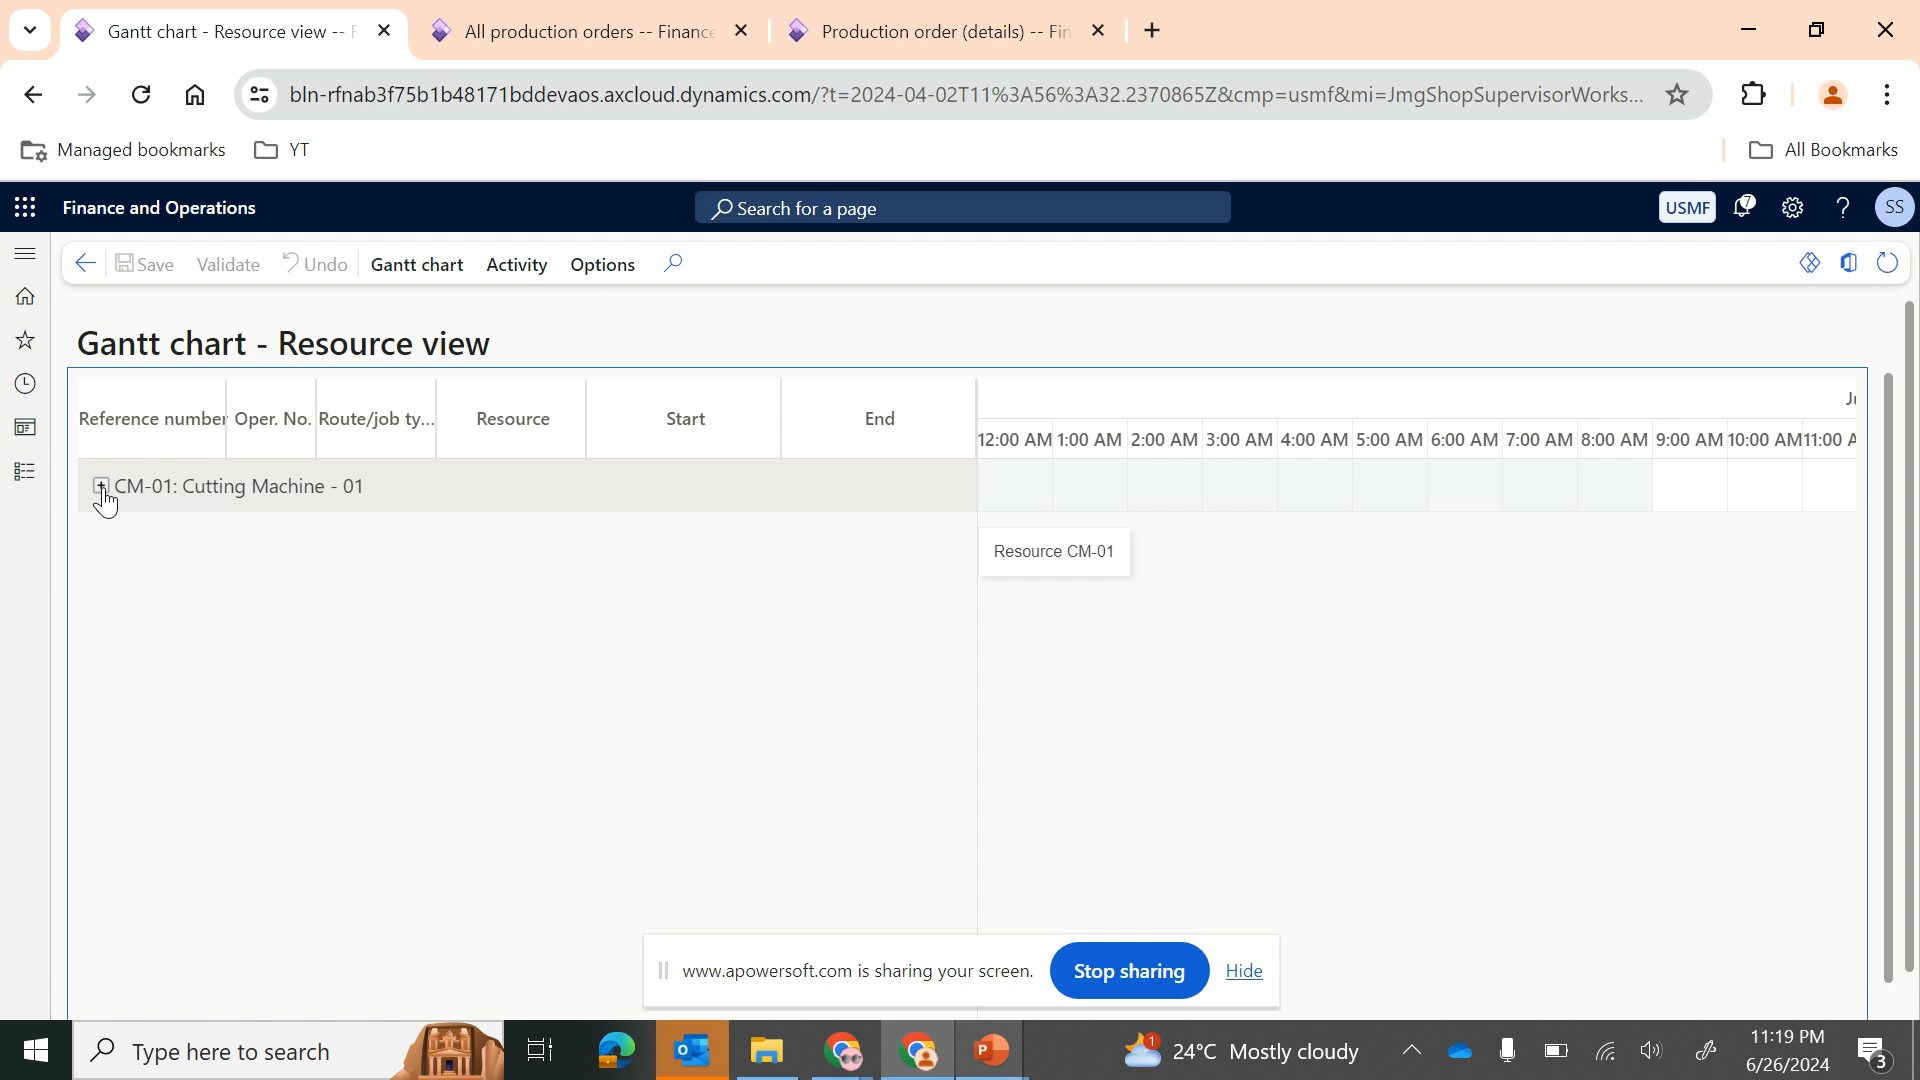 Gantt chart - Resource view -- F
All production orders -- Finance
Production order (details) -- Fin
bln-rfnab3f75b1b48171bddevaos.axcloud.dynamics.com/?t=2024-04-02T11%3A56%3A32.2370865Z&cmp=usmf&mi=JmgShopSupervisorWorks...
Managed bookmarks YT All Bookmarks
Finance and Operations Search for a page USMF 7 ? SS
Save Validate Undo Gantt chart Activity Options
Gantt chart - Resource view
Reference number Oper. No. Route/job ty... Resource Start End
Ju
12:00 AM 1:00 AM 2:00 AM 3:00 AM 4:00 AM 5:00 AM 6:00 AM 7:00 AM 8:00 AM 9:00 AM 10:00 AM 11:00 A
CM-01: Cutting Machine - 01
Resource CM-01
www.apowersoft.com is sharing your screen. Stop sharing Hide
Type here to search
1 24°C Mostly cloudy
11:19 PM
6/26/2024
3